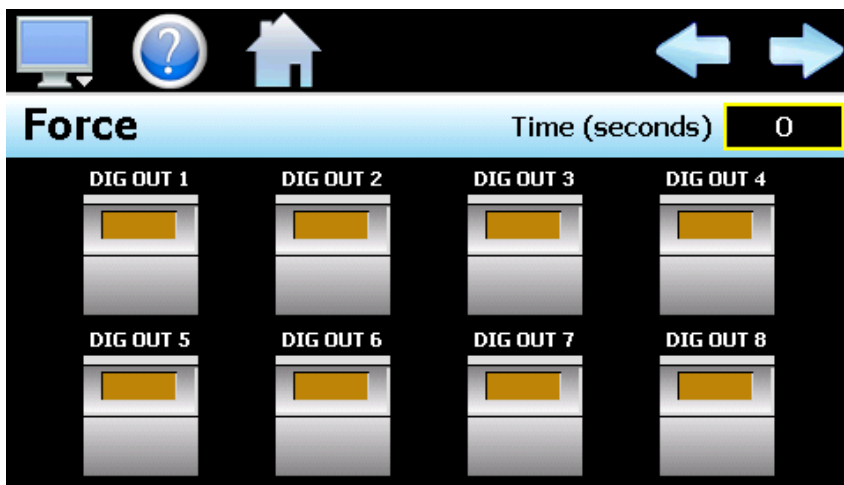 ?
Force Time (seconds) 0
DIG OUT 1 DIG OUT 2 DIG OUT 3 DIG OUT 4
DIG OUT 5 DIG OUT 6 DIG OUT 7 DIG OUT 8